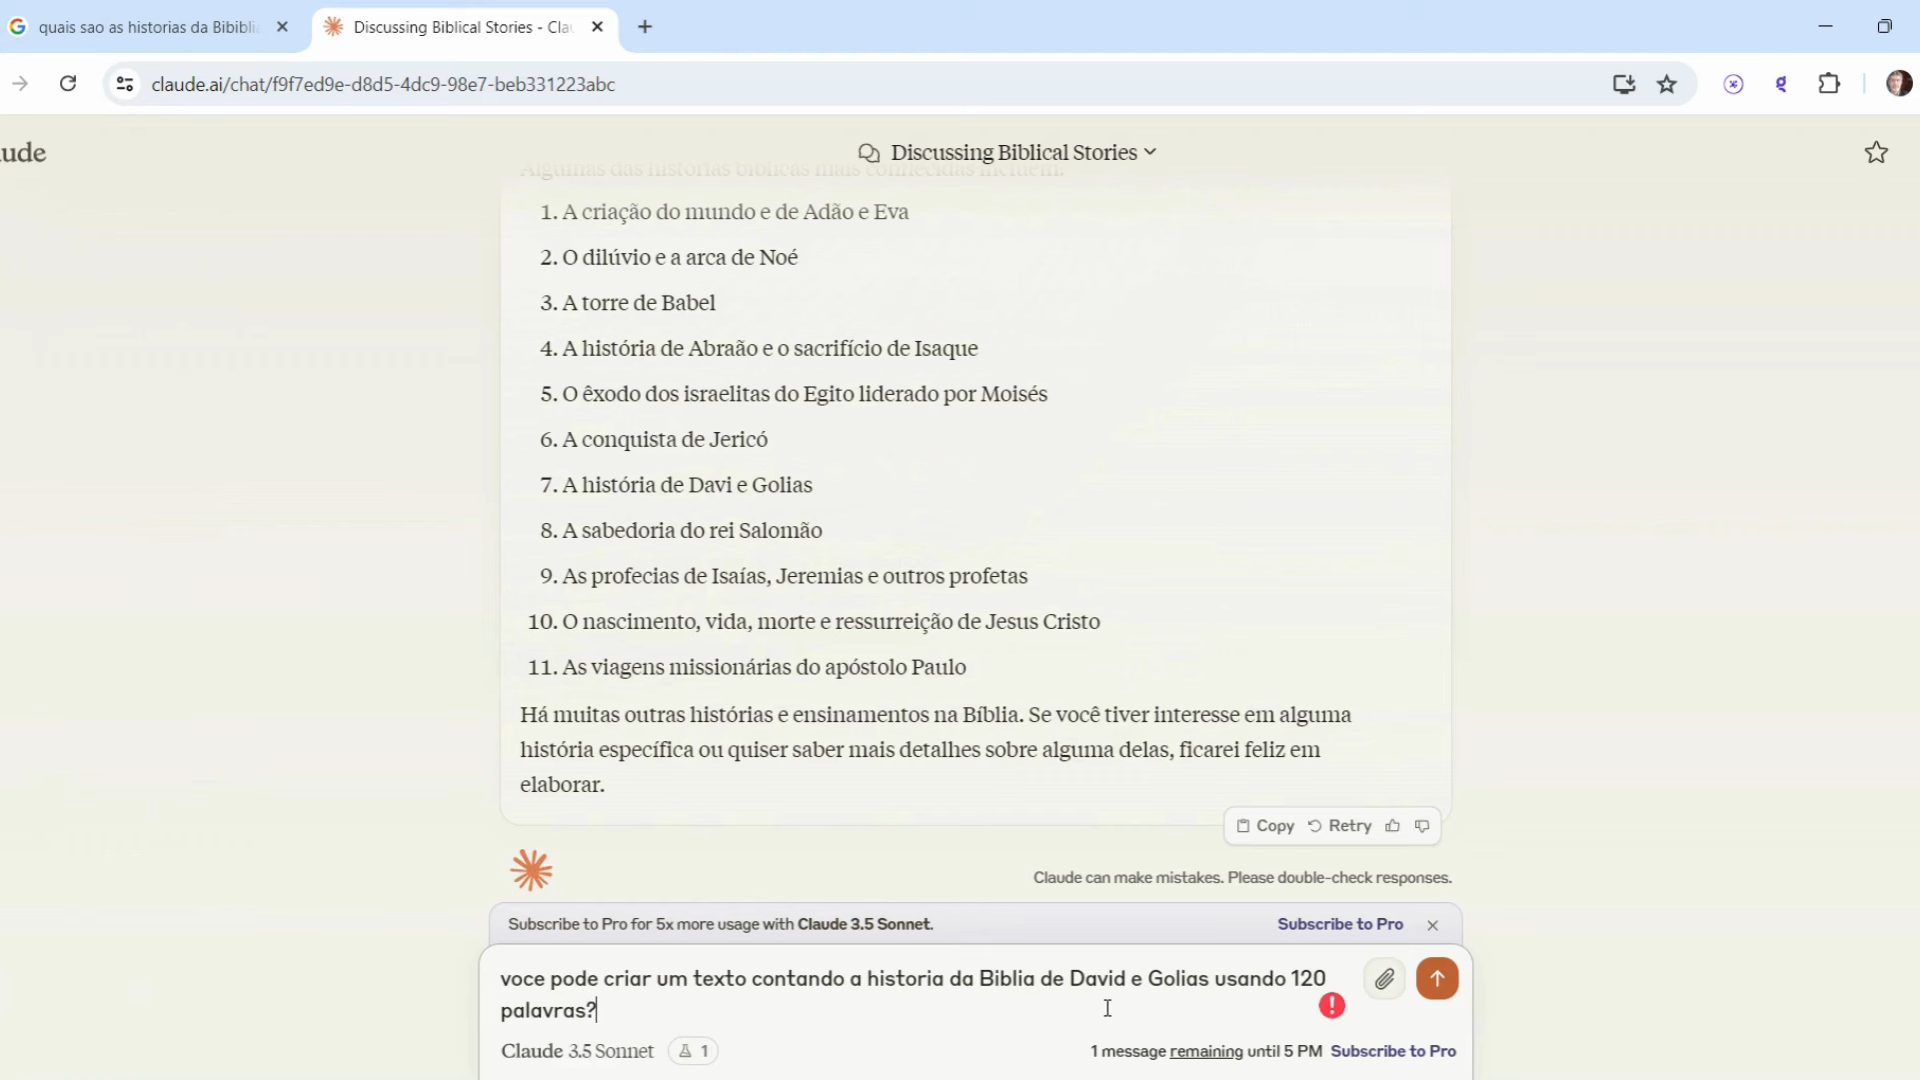 quais sao as historias da Bibibli
Discussing Biblical Stories - Cla
claude.ai/chat/f9f7ed9e-d8d5-4dc9-98e7-beb331223abc
ude
Discussing Biblical Stories
Algumas das histórias bíblicas mais conhecidas incluem:
1. A criação do mundo e de Adão e Eva
2. O dilúvio e a arca de Noé
3. A torre de Babel
4. A história de Abraão e o sacrifício de Isaque
5. O êxodo dos israelitas do Egito liderado por Moisés
6. A conquista de Jericó
7. A história de Davi e Golias
8. A sabedoria do rei Salomão
9. As profecias de Isaías, Jeremias e outros profetas
10. O nascimento, vida, morte e ressurreição de Jesus Cristo
11. As viagens missionárias do apóstolo Paulo
Há muitas outras histórias e ensinamentos na Bíblia. Se você tiver interesse em alguma
história específica ou quiser saber mais detalhes sobre alguma delas, ficarei feliz em
elaborar.
Copy Retry
Claude can make mistakes. Please double-check responses.
Subscribe to Pro for 5x more usage with Claude 3.5 Sonnet. Subscribe to Pro
voce pode criar um texto contando a historia da Biblia de David e Golias usando 120
palavras?
Claude 3.5 Sonnet 1 1 message remaining until 5 PM Subscribe to Pro